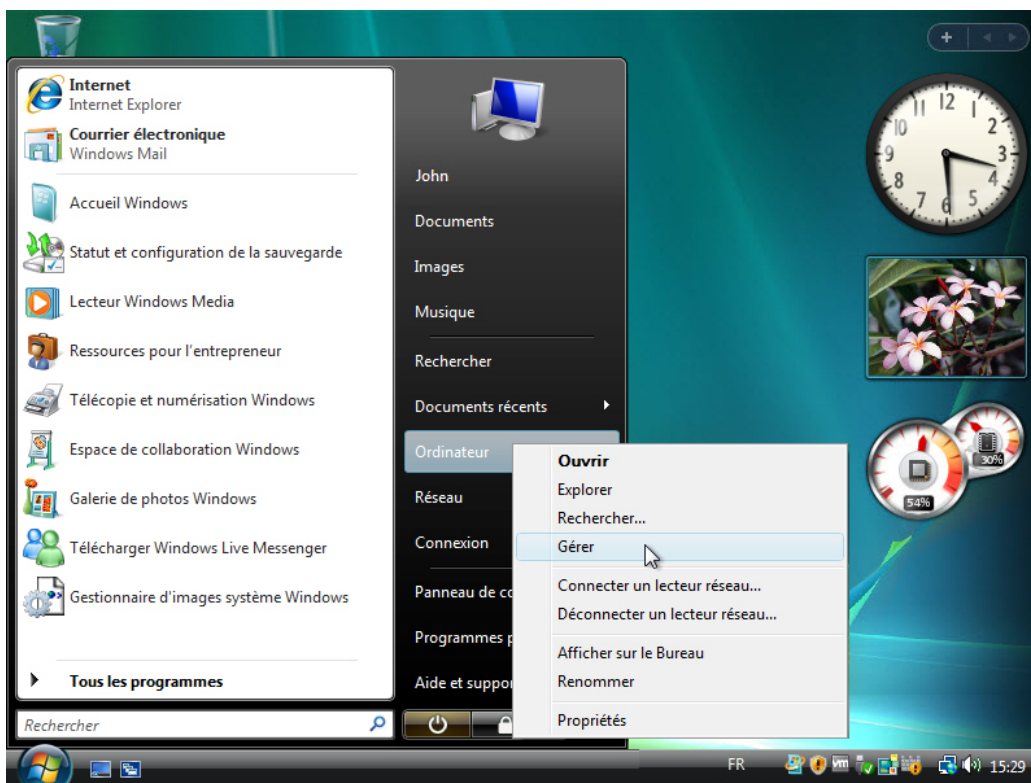 Internet
Internet Explorer
Courrier électronique
Windows Mail
Accueil Windows
Statut et configuration de la sauvegarde
Lecteur Windows Media
Ressources pour l'entrepreneur
Télécopie et numérisation Windows
Espace de collaboration Windows
Galerie de photos Windows
Télécharger Windows Live Messenger
Gestionnaire d'images système Windows
Tous les programmes
Rechercher
John
Documents
Images
Musique
Rechercher
Documents récents
Ordinateur
Réseau
Connexion
Panneau de co
Programmes p
Aide et suppo
Ouvrir
Explorer
Rechercher...
Gérer
Connecter un lecteur réseau...
Déconnecter un lecteur réseau...
Afficher sur le Bureau
Renommer
Propriétés
11 12 1
10 2
9 3
8 4
7 6 5
30%
54%
FR
vm
15:29